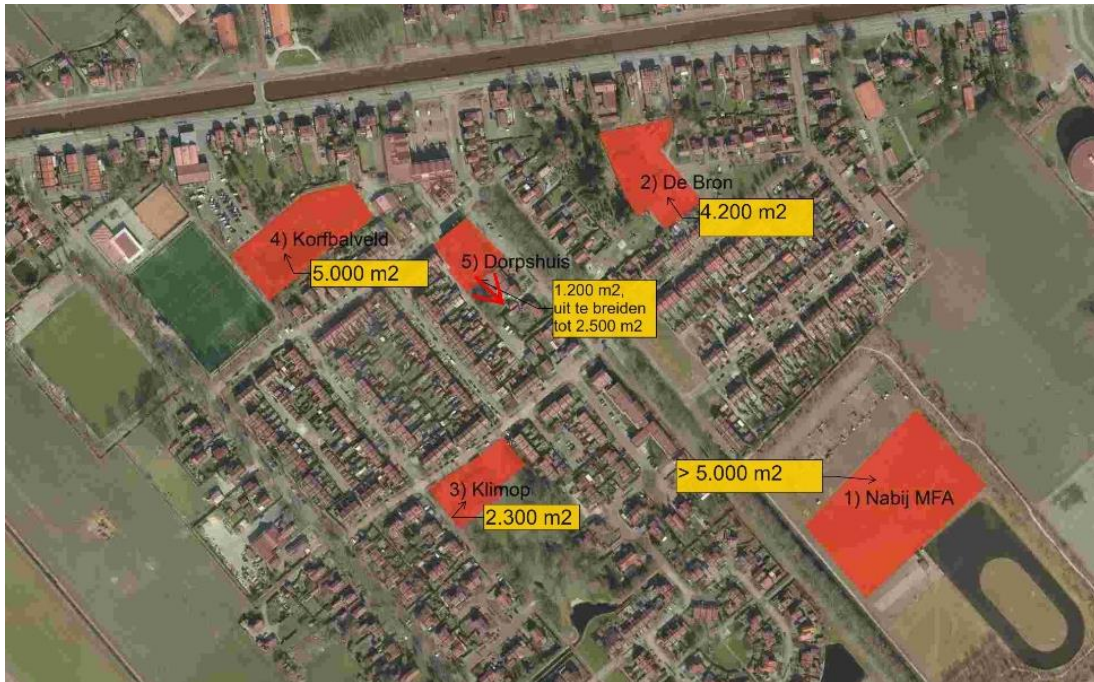 2) De Bron
4.200 m2
4) Korfbalveld
5.000 m2
5) Dorpshuis
1.200 m2,
uit te breiden
tot 2.500 m2
> 5.000 m2
1) Nabij MFA
3) Klimop
2.300 m2